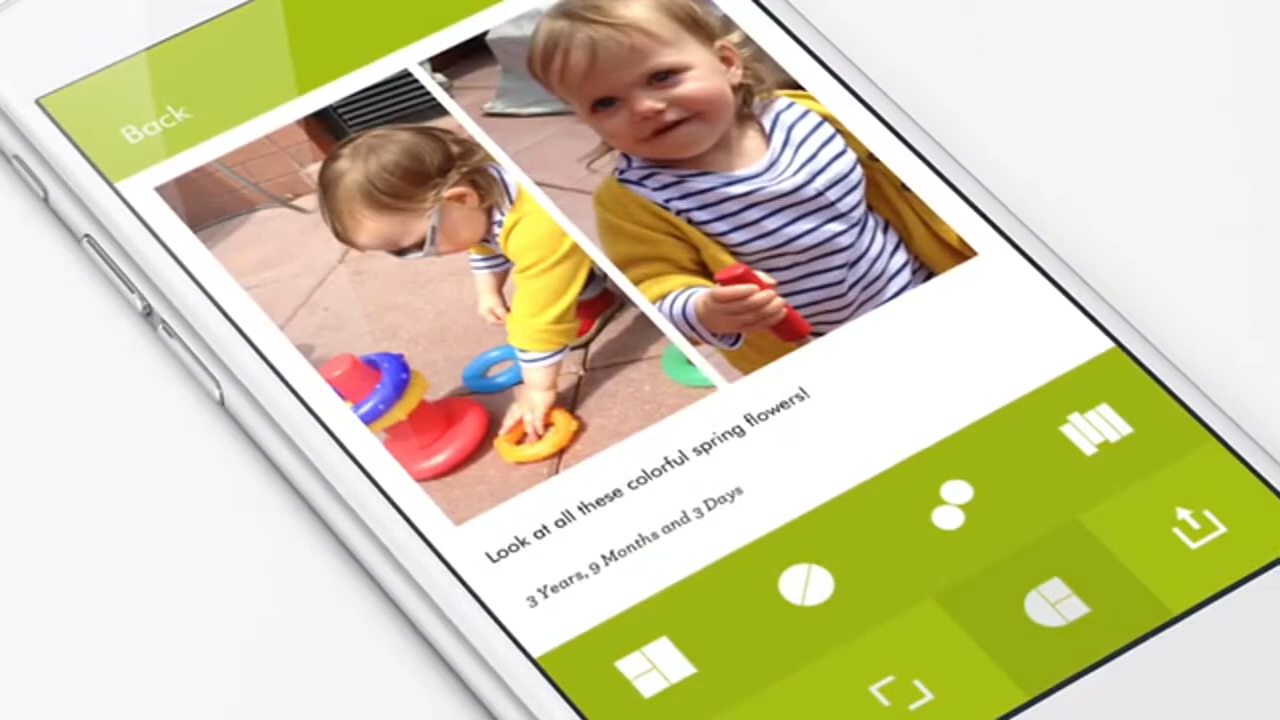 Back
Look at all these colorful spring flowers!
3 Years, 9 Months and 3 Days